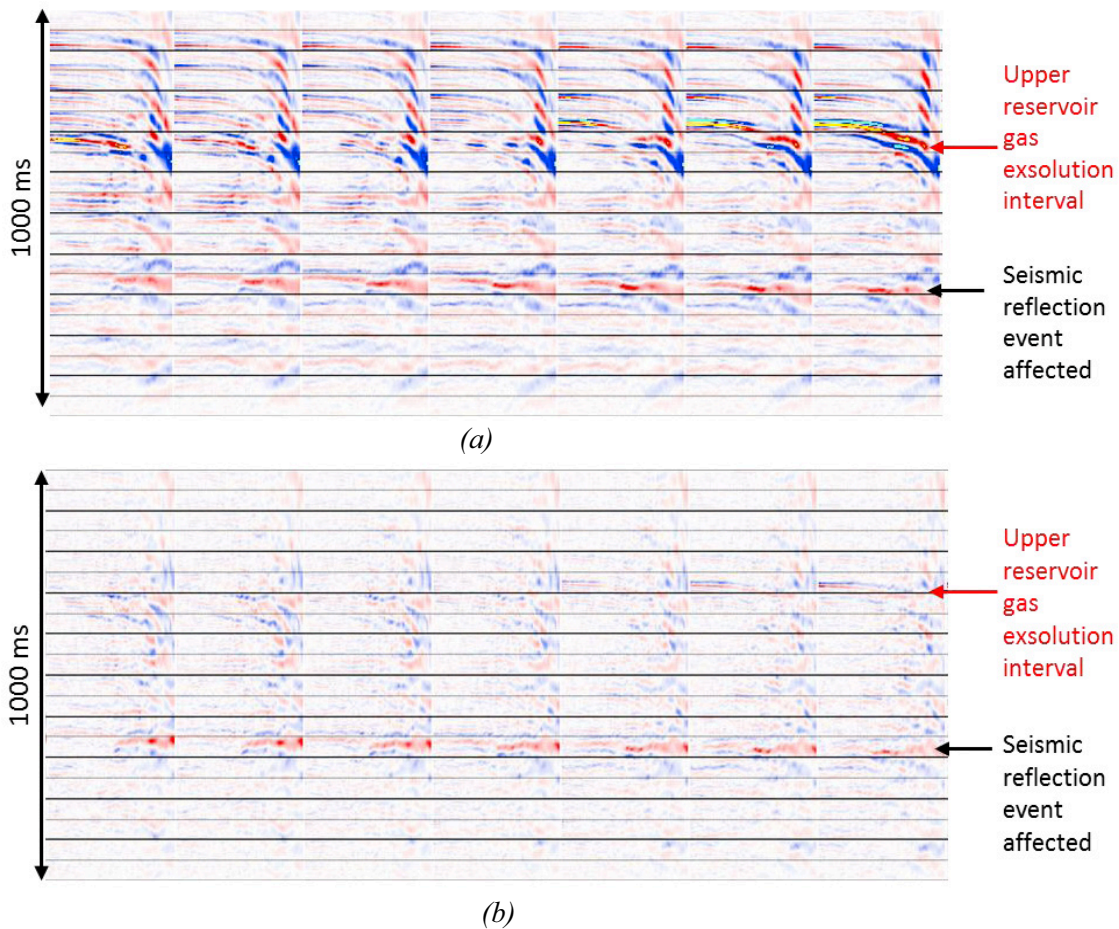 1000 ms
Upper
reservoir
gas
exsolution
interval
Seismic
reflection
event
affected
(a)
1000 ms
Upper
reservoir
gas
exsolution
interval
Seismic
reflection
event
affected
(b)